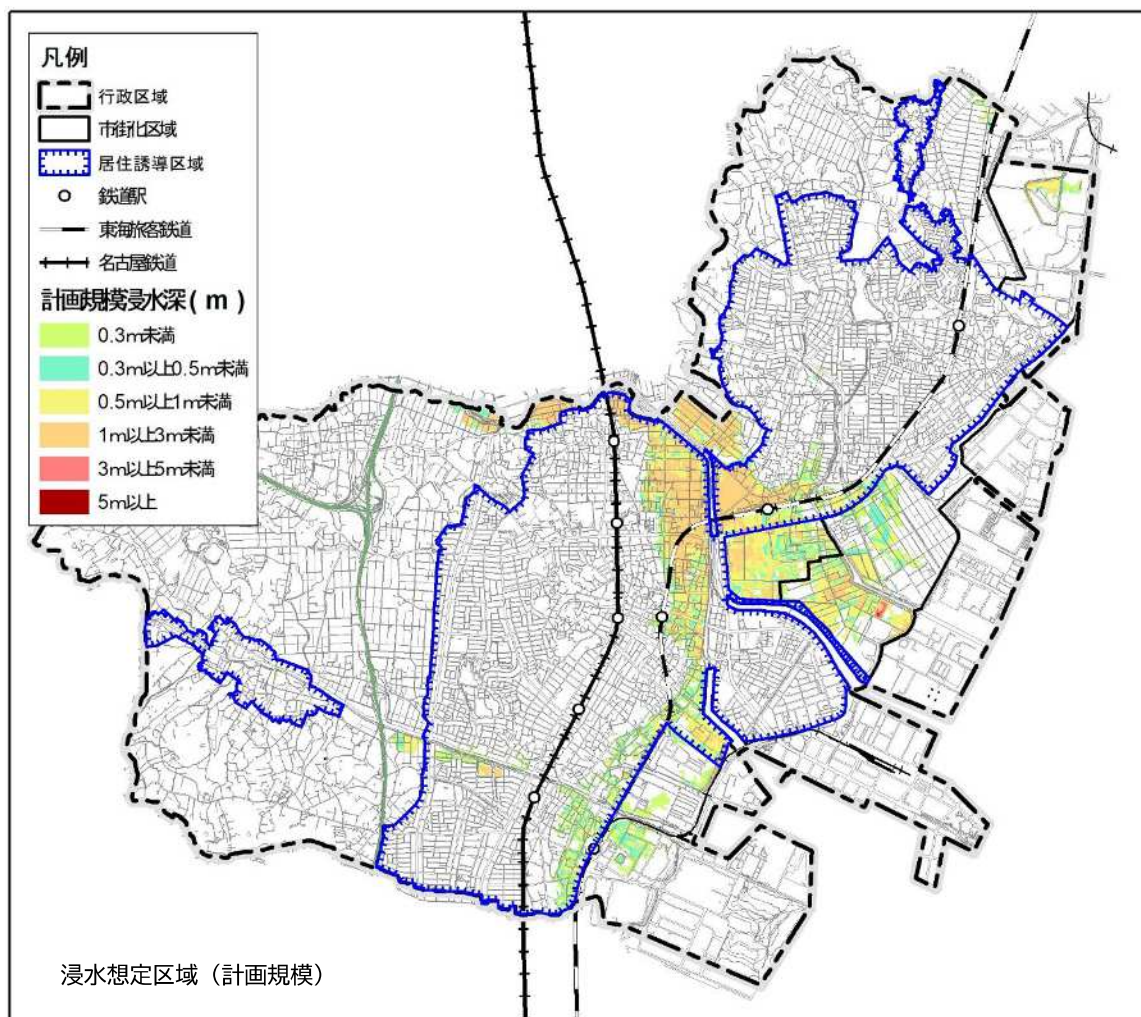 凡例
行政区域
市街化区域
居住誘導区域
鉄道駅
東海旅客鉄道
名古屋鉄道
計画規模浸水深(m)
0.3m未満
0.3m以上0.5m未満
0.5m以上1m未満
1m以上3m未満
3m以上5m未満
5m以上
浸水想定区域（計画規模）